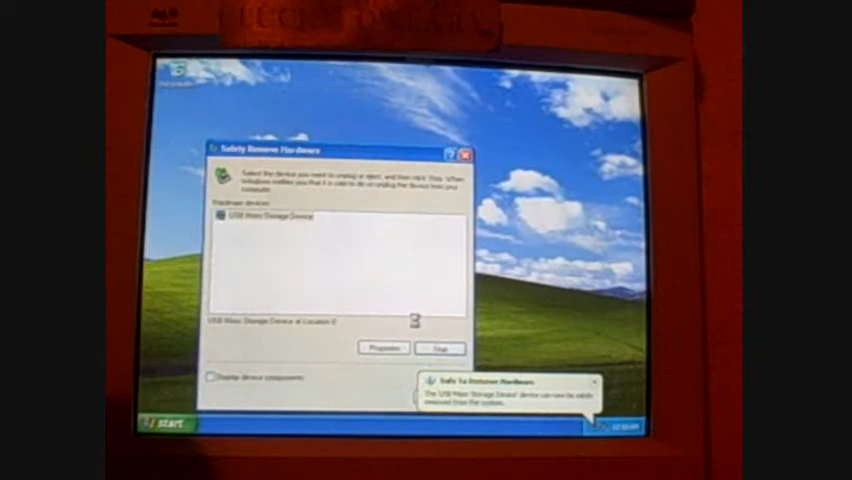 Safely Remove Hardware
Select the device you want to unplug or eject, and then click Stop. When
Windows notifies you that it is safe to do so unplug the device from your
computer.
Hardware devices:
USB Mass Storage Device
USB Mass Storage Device at Location 0
Properties
Stop
Display device components
Safe To Remove Hardware
The 'USB Mass Storage Device' device can now be safely
removed from the system.
start